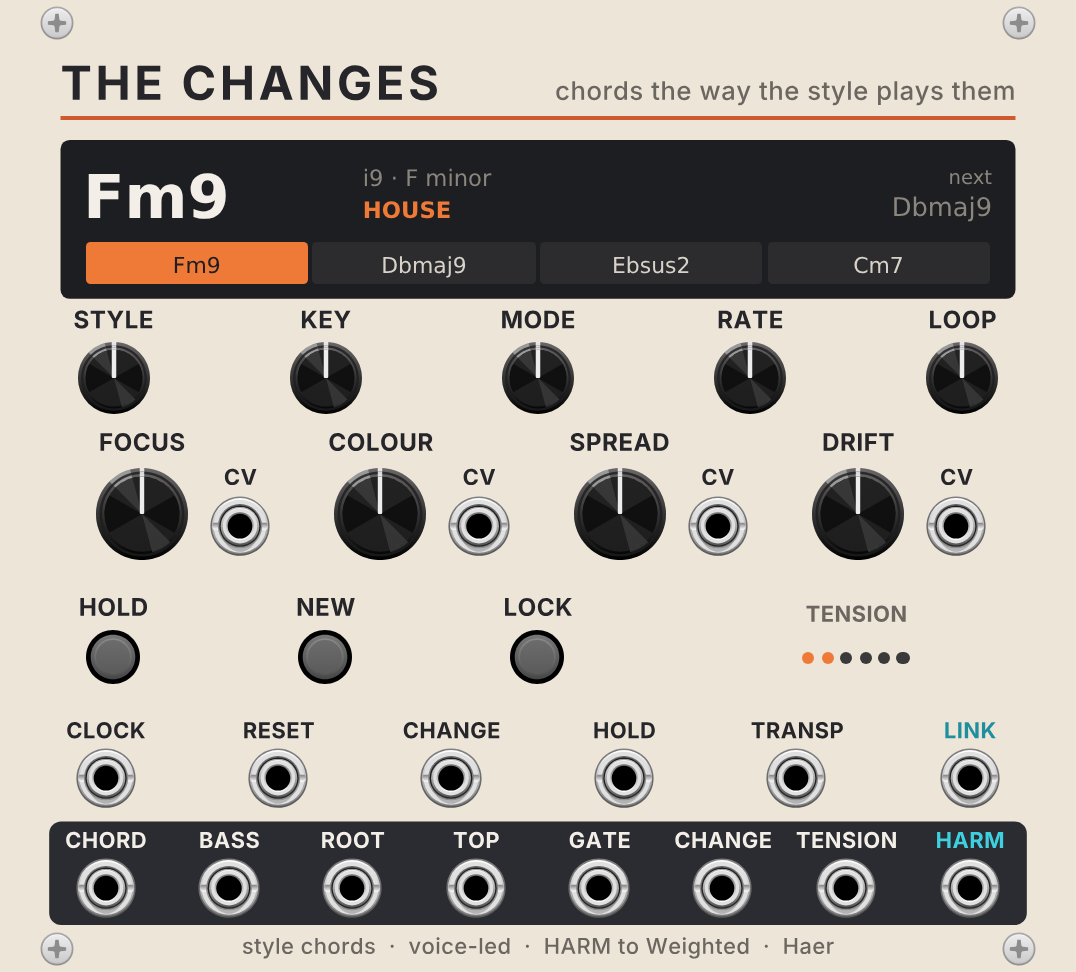 THE CHANGES chords the way the style plays them
Fm9 i9 · F minor next
HOUSE Dbmaj9
Fm9 Dbmaj9 Ebsus2 Cm7
STYLE KEY MODE RATE LOOP
FOCUS COLOUR SPREAD DRIFT
CV CV CV CV
HOLD NEW LOCK TENSION
CLOCK RESET CHANGE HOLD TRANSP LINK
CHORD BASS ROOT TOP GATE CHANGE TENSION HARM
style chords · voice-led · HARM to Weighted · Haer